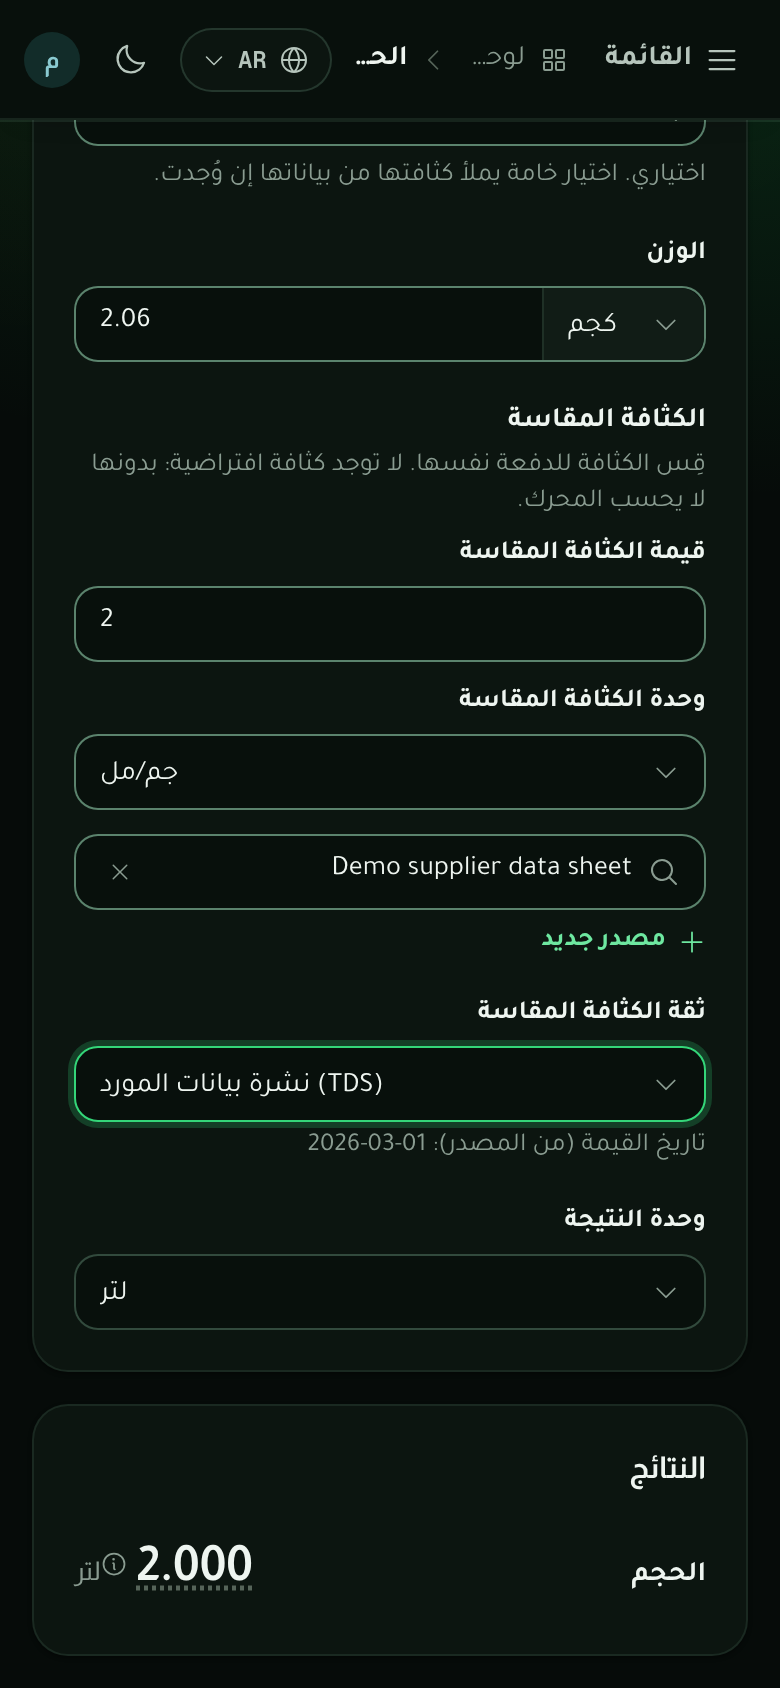 القائمة
لوحـ...
الحـ...
AR
م
اختياري. اختيار خامة يملأ كثافتها من بياناتها إن وُجدت.
الوزن
كجم
2.06
الكثافة المقاسة
قِس الكثافة للدفعة نفسها. لا توجد كثافة افتراضية: بدونها
لا يحسب المحرك.
قيمة الكثافة المقاسة
2
وحدة الكثافة المقاسة
جم/مل
Demo supplier data sheet
مصدر جديد
ثقة الكثافة المقاسة
نشرة بيانات المورد (TDS)
تاريخ القيمة (من المصدر): 2026-03-01
وحدة النتيجة
لتر
النتائج
الحجم
2.000 لتر